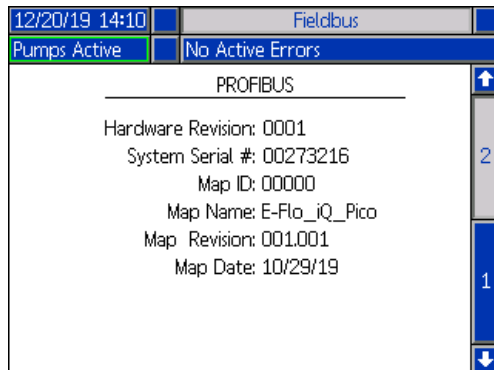 12/20/19 14:10 Fieldbus
Pumps Active No Active Errors
PROFIBUS
Hardware Revision: 0001
System Serial #: 00273216
2
Map ID: 00000
Map Name: E-Flo_iQ_Pico
Map Revision: 001.001
Map Date: 10/29/19
1